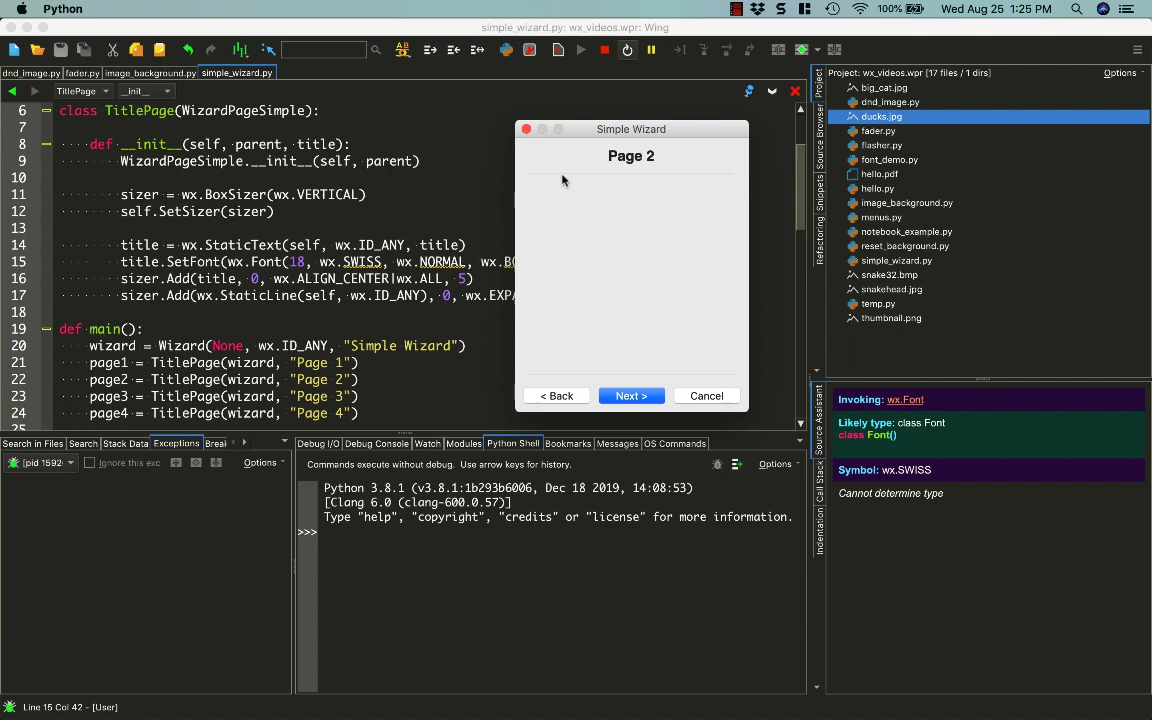 Python
100%
Wed Aug 25 1:25 PM
simple_wizard.py: wx_videos.wpr: Wing
dnd_image.py fader.py image_background.py simple_wizard.py
TitlePage __init__
6 class TitlePage(WizardPageSimple):
7
8 def __init__(self, parent, title):
9 WizardPageSimple.__init__(self, parent)
10
11 sizer = wx.BoxSizer(wx.VERTICAL)
12 self.SetSizer(sizer)
13
14 title = wx.StaticText(self, wx.ID_ANY, title)
15 title.SetFont(wx.Font(18, wx.SWISS, wx.NORMAL, wx.BO
16 sizer.Add(title, 0, wx.ALIGN_CENTER|wx.ALL, 5)
17 sizer.Add(wx.StaticLine(self, wx.ID_ANY), 0, wx.EXPA
18
19 def main():
20 wizard = Wizard(None, wx.ID_ANY, "Simple Wizard")
21 page1 = TitlePage(wizard, "Page 1")
22 page2 = TitlePage(wizard, "Page 2")
23 page3 = TitlePage(wizard, "Page 3")
24 page4 = TitlePage(wizard, "Page 4")
25
Simple Wizard
Page 2
< Back
Next >
Cancel
Project
Source Browser
Snippets
Refactoring
Project: wx_videos.wpr [17 files / 1 dirs]
Options
big_cat.jpg
dnd_image.py
ducks.jpg
fader.py
flasher.py
font_demo.py
hello.pdf
hello.py
image_background.py
menus.py
notebook_example.py
reset_background.py
simple_wizard.py
snake32.bmp
snakehead.jpg
temp.py
thumbnail.png
Search in Files Search Stack Data Exceptions Breal
[pid 1592 Ignore this exc Options
Debug I/O Debug Console Watch Modules Python Shell Bookmarks Messages OS Commands
Commands execute without debug. Use arrow keys for history.
Options
Python 3.8.1 (v3.8.1:1b293b6006, Dec 18 2019, 14:08:53)
[Clang 6.0 (clang-600.0.57)]
Type "help", "copyright", "credits" or "license" for more information.
>>>
Source Assistant
Call Stack
Indentation
Invoking: wx.Font
Likely type: class Font
class Font()
Symbol: wx.SWISS
Cannot determine type
Line 15 Col 42 - [User]